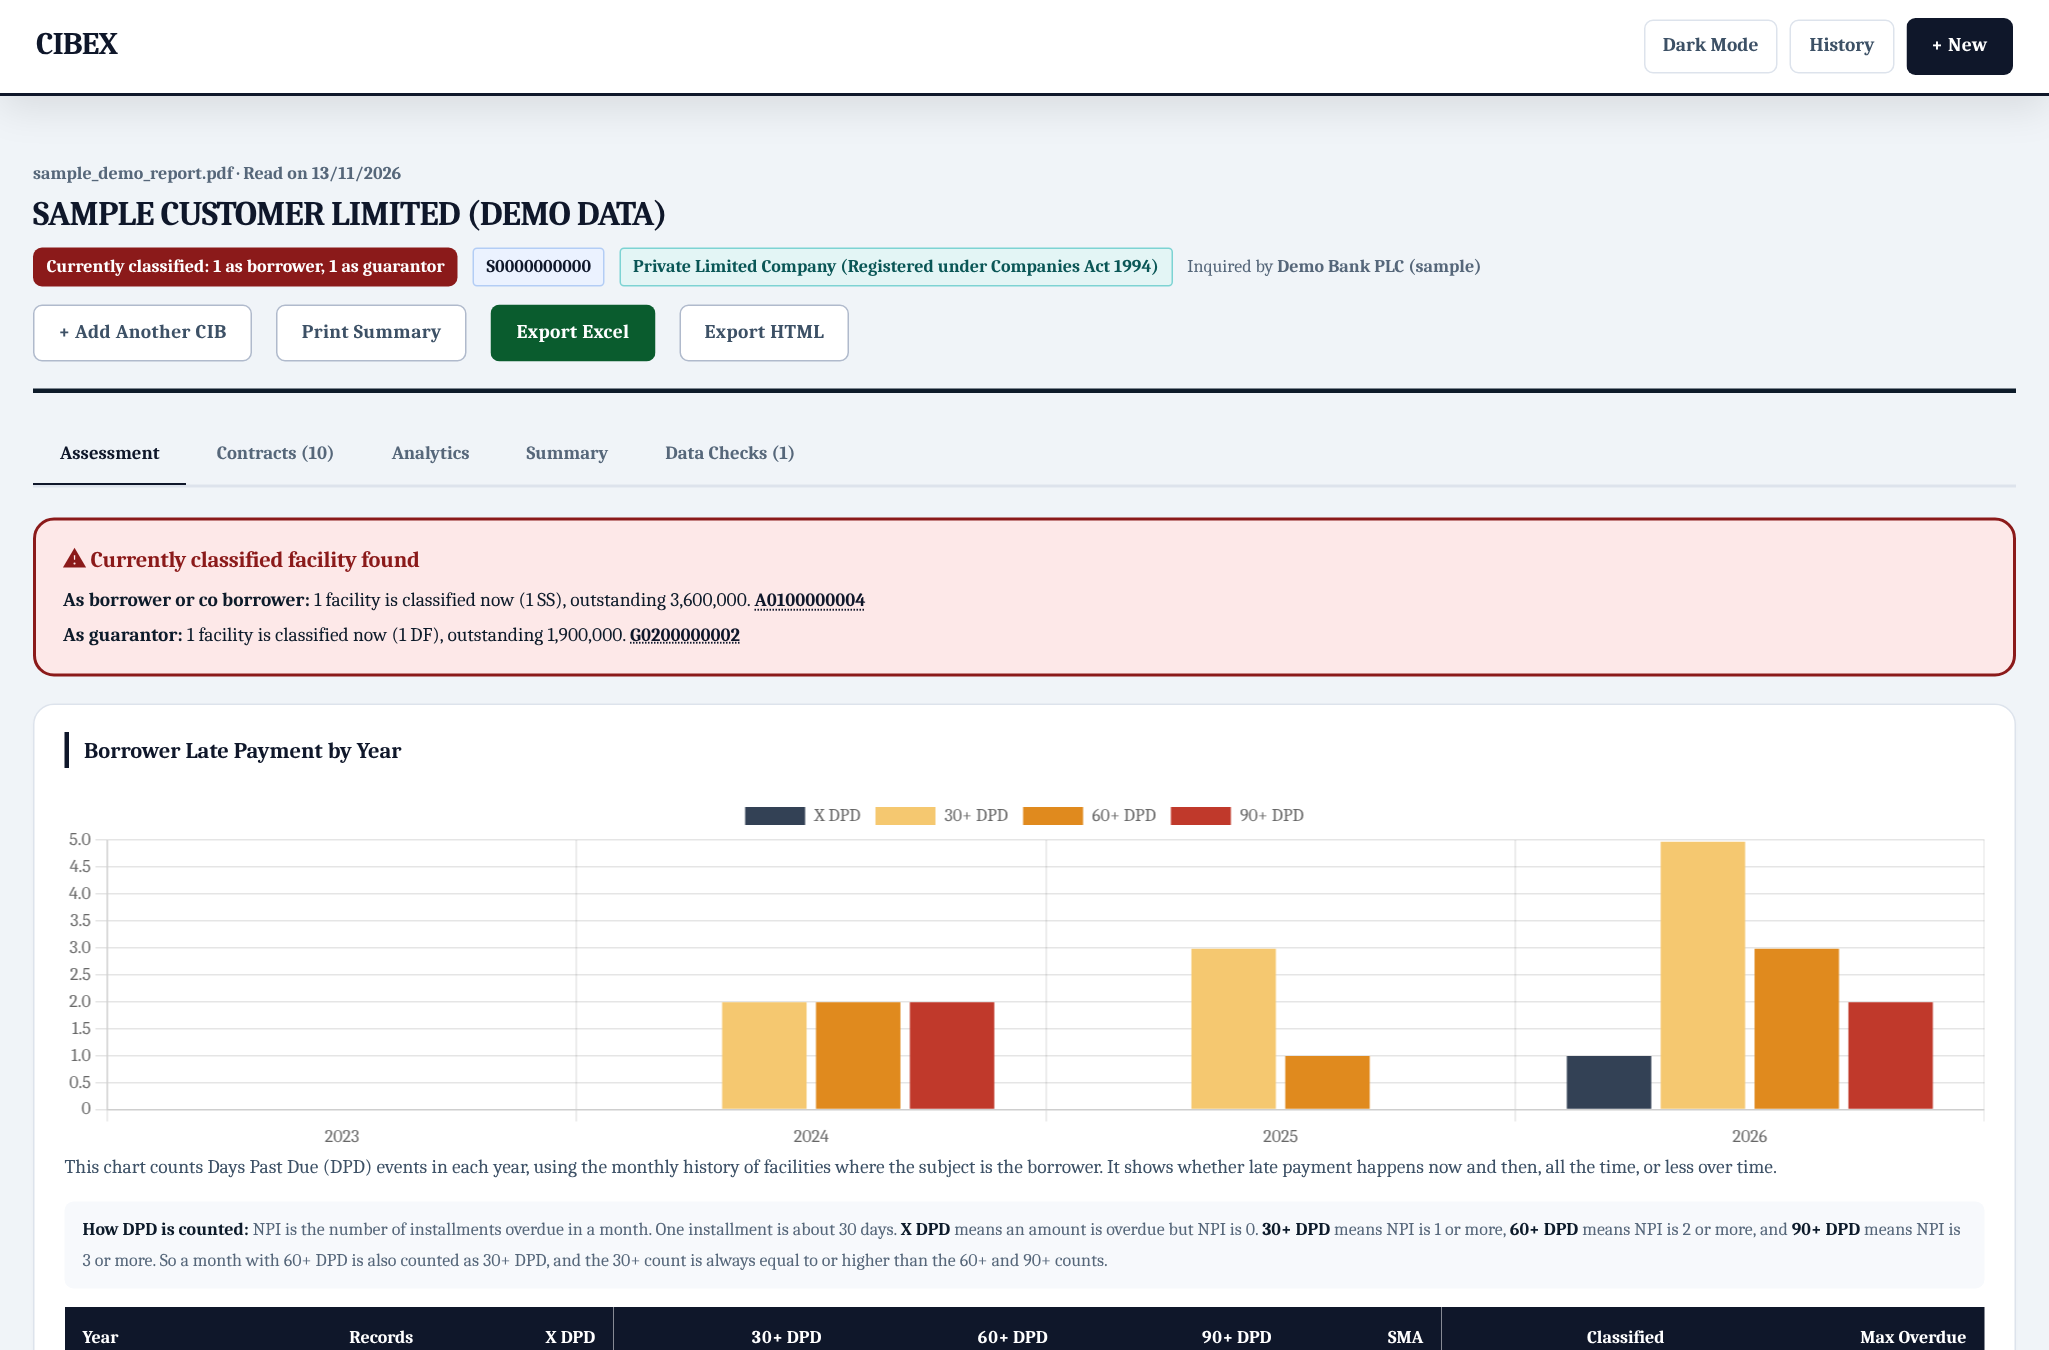 CIBEX
Dark Mode
History
+ New
sample_demo_report.pdf · Read on 13/11/2026
SAMPLE CUSTOMER LIMITED (DEMO DATA)
Currently classified: 1 as borrower, 1 as guarantor
S0000000000
Private Limited Company (Registered under Companies Act 1994)
Inquired by Demo Bank PLC (sample)
+ Add Another CIB
Print Summary
Export Excel
Export HTML
Assessment
Contracts (10)
Analytics
Summary
Data Checks (1)
Currently classified facility found
As borrower or co borrower: 1 facility is classified now (1 SS), outstanding 3,600,000. A0100000004
As guarantor: 1 facility is classified now (1 DF), outstanding 1,900,000. G0200000002
Borrower Late Payment by Year
X DPD
30+ DPD
60+ DPD
90+ DPD
5.0
4.5
4.0
3.5
3.0
2.5
2.0
1.5
1.0
0.5
0
2023
2024
2025
2026
This chart counts Days Past Due (DPD) events in each year, using the monthly history of facilities where the subject is the borrower. It shows whether late payment happens now and then, all the time, or less over time.
How DPD is counted: NPI is the number of installments overdue in a month. One installment is about 30 days. X DPD means an amount is overdue but NPI is 0. 30+ DPD means NPI is 1 or more, 60+ DPD means NPI is 2 or more, and 90+ DPD means NPI is
3 or more. So a month with 60+ DPD is also counted as 30+ DPD, and the 30+ count is always equal to or higher than the 60+ and 90+ counts.
Year Records X DPD 30+ DPD 60+ DPD 90+ DPD SMA Classified Max Overdue